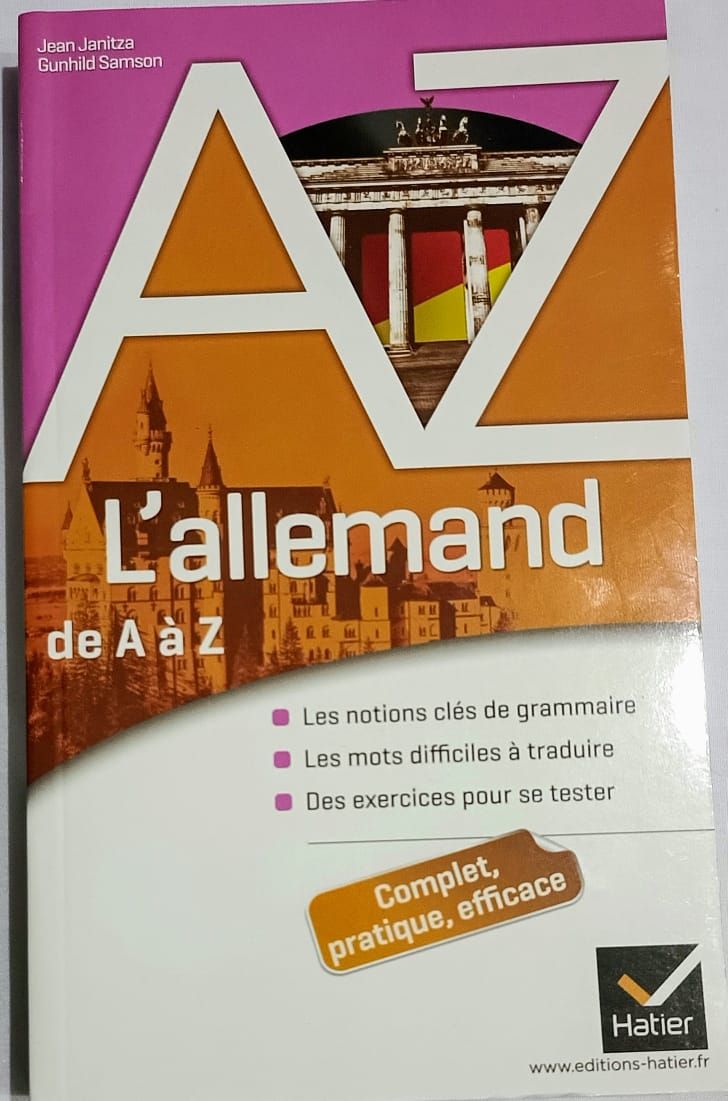 Jean Janitza
Gunhild Samson
AZ
L'allemand
de A à Z
Les notions clés de grammaire
Les mots difficiles à traduire
Des exercices pour se tester
Complet,
pratique, efficace
Hatier
www.editions-hatier.fr